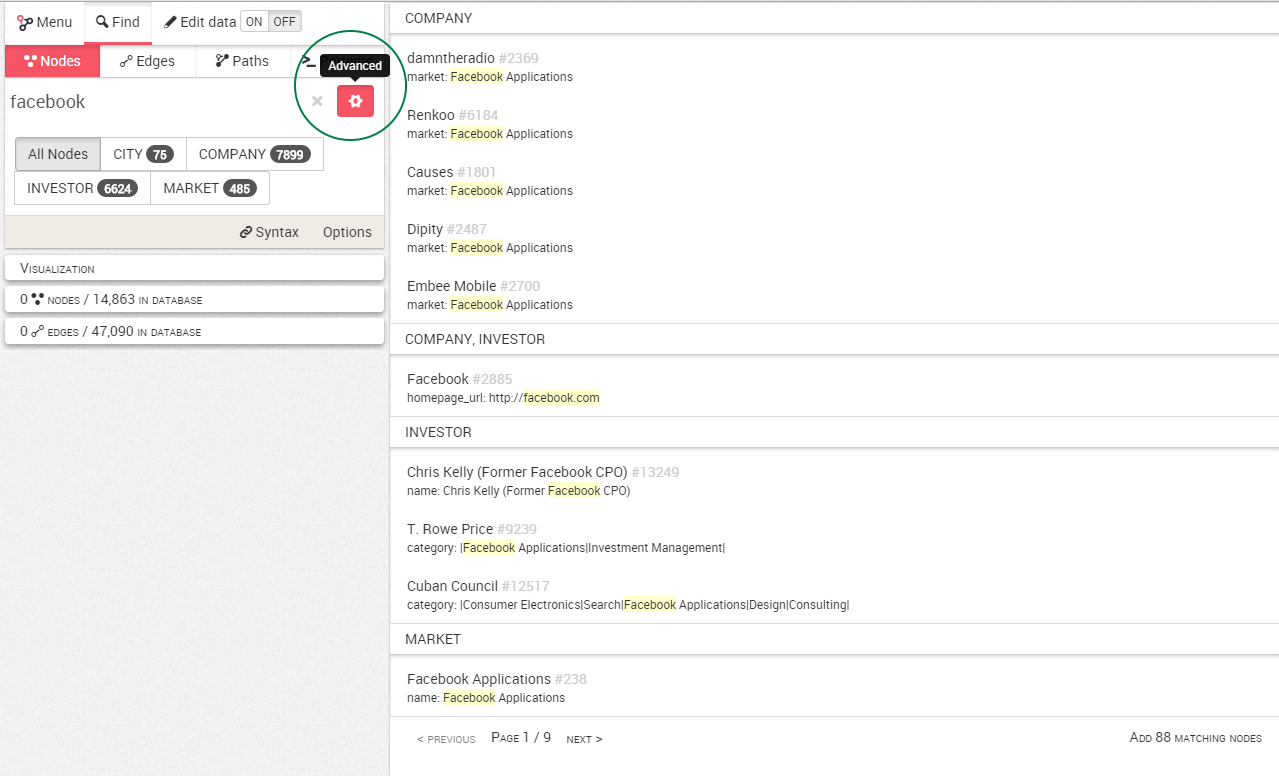 Menu Find Edit data ON OFF
Nodes Edges Paths
Advanced
facebook
All Nodes CITY 75 COMPANY 7899
INVESTOR 6624 MARKET 485
Syntax Options
VISUALIZATION
0 NODES / 14,863 IN DATABASE
0 EDGES / 47,090 IN DATABASE
COMPANY
damntheradio #2369
market: Facebook Applications
Renkoo #6184
market: Facebook Applications
Causes #1801
market: Facebook Applications
Dipity #2487
market: Facebook Applications
Embee Mobile #2700
market: Facebook Applications
COMPANY, INVESTOR
Facebook #2885
homepage_url: http://facebook.com
INVESTOR
Chris Kelly (Former Facebook CPO) #13249
name: Chris Kelly (Former Facebook CPO)
T. Rowe Price #9239
category: |Facebook Applications|Investment Management|
Cuban Council #12517
category: |Consumer Electronics|Search|Facebook Applications|Design|Consulting|
MARKET
Facebook Applications #238
name: Facebook Applications
< PREVIOUS PAGE 1 / 9 NEXT > ADD 88 MATCHING NODES